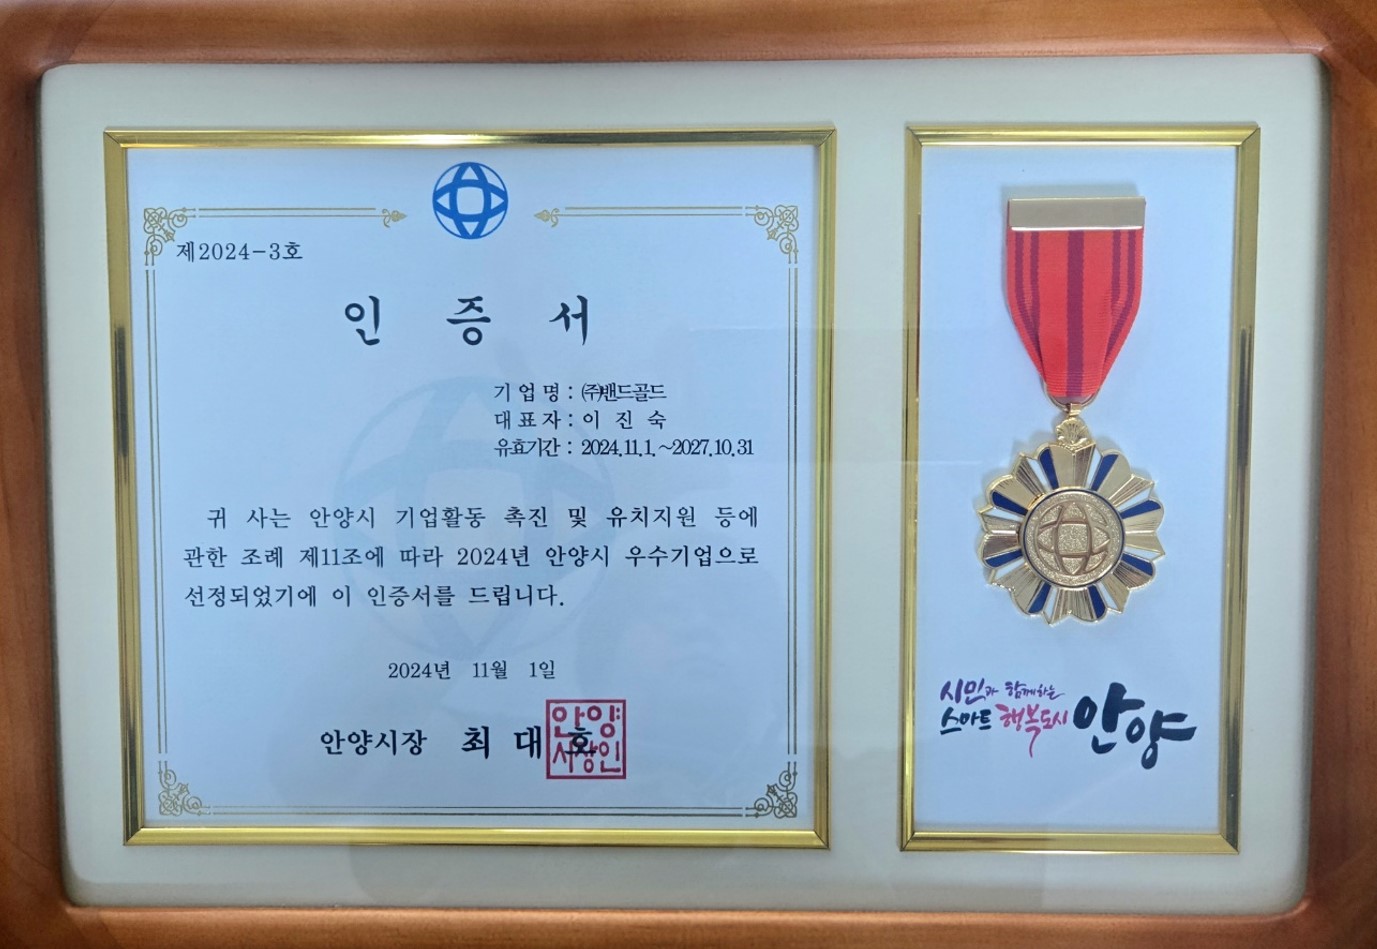 제2024-3호
인 증 서
기 업 명 : ㈜밴드골드
대 표 자 : 이 진 숙
유효기간 : 2024.11.1.~2027.10.31
귀 사는 안양시 기업활동 촉진 및 유치지원 등에
관한 조례 제11조에 따라 2024년 안양시 우수기업으로
선정되었기에 이 인증서를 드립니다.
2024년 11월 1일
안양시장 최 대 호
안양
시장인
시민과 함께하는
스마트 행복도시 안양